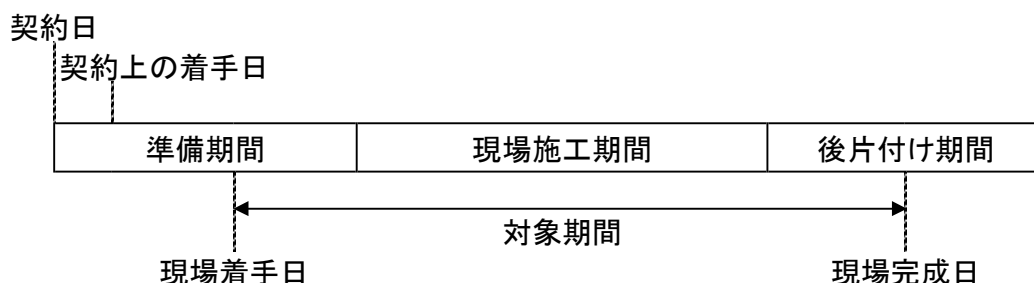 契約日
契約上の着手日
準備期間
現場施工期間
後片付け期間
対象期間
現場着手日
現場完成日